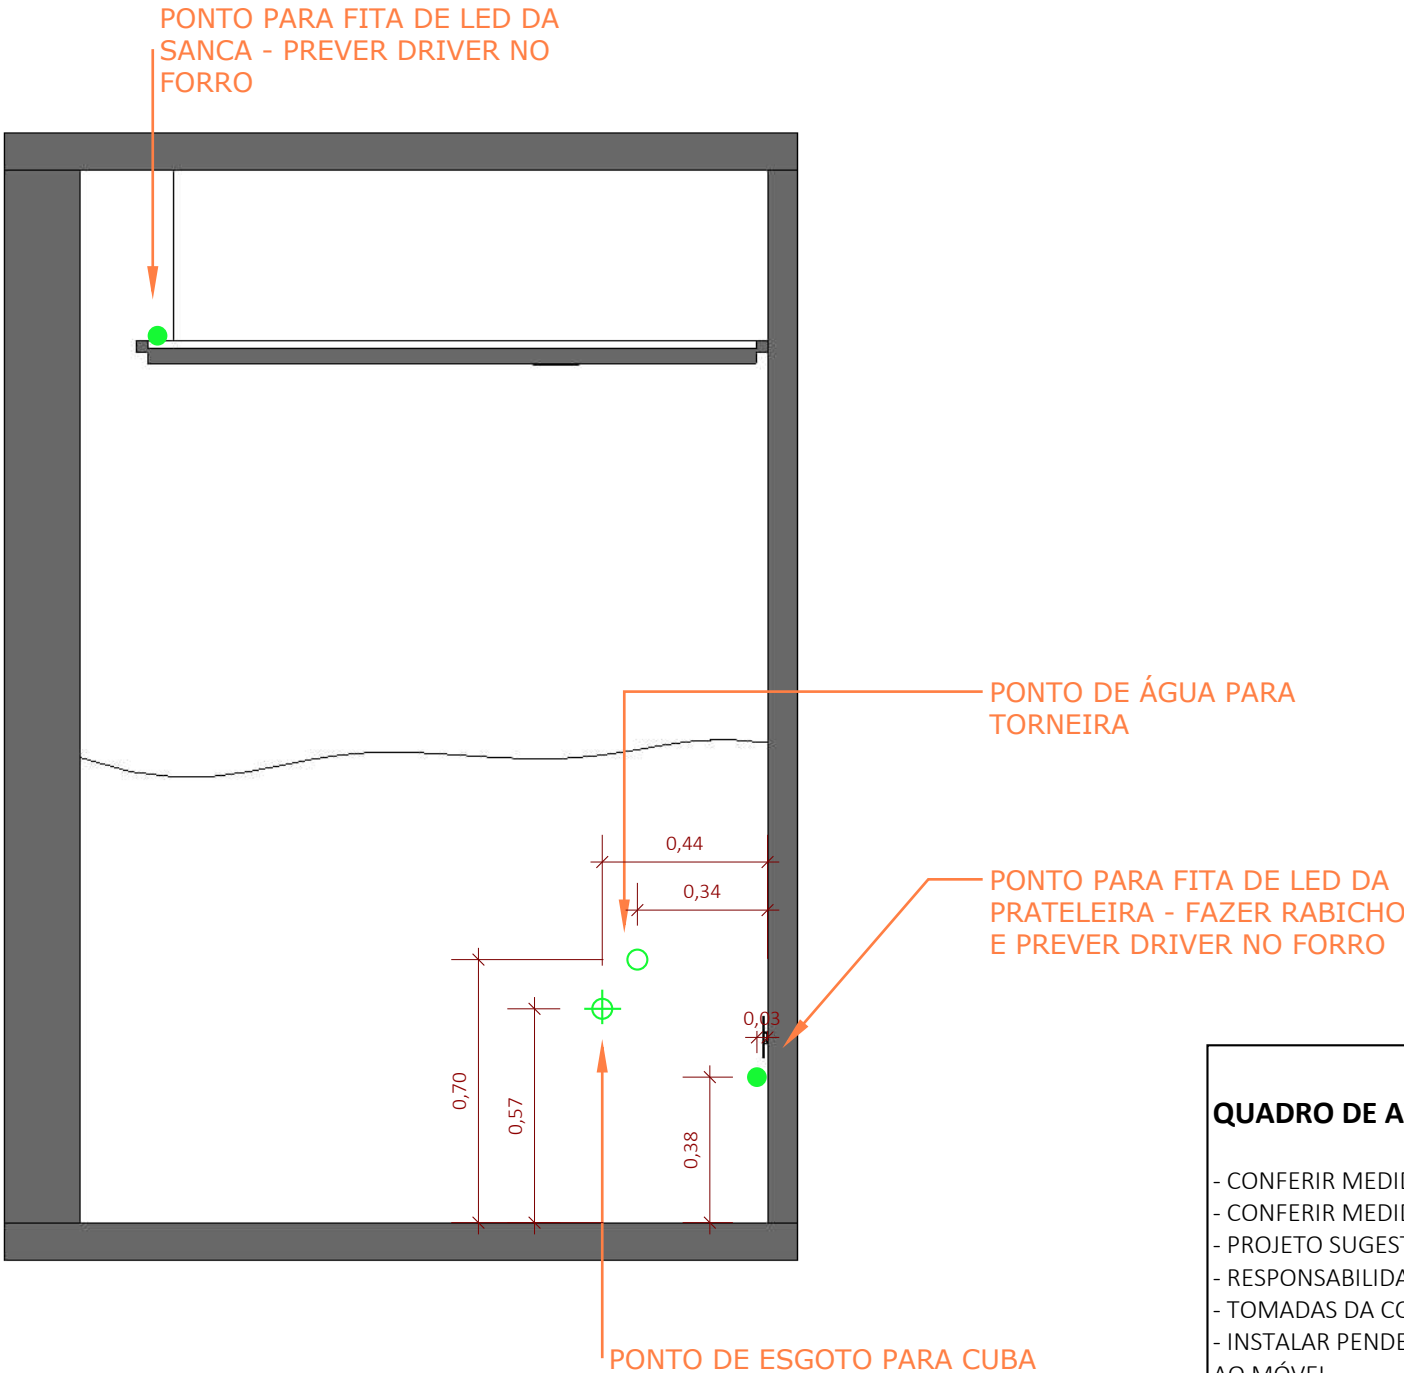 PONTO PARA FITA DE LED DA
SANCA - PREVER DRIVER NO
FORRO
PONTO DE ÁGUA PARA
TORNEIRA
0,44
0,34
PONTO PARA FITA DE LED DA
PRATELEIRA - FAZER RABICHO
E PREVER DRIVER NO FORRO
0,03
0,70
0,57
0,38
QUADRO DE A
- CONFERIR MEDI
- CONFERIR MEDI
- PROJETO SUGEST
- RESPONSABILIDA
- TOMADAS DA CO
- INSTALAR PENDE
AO MÓVEL
PONTO DE ESGOTO PARA CUBA